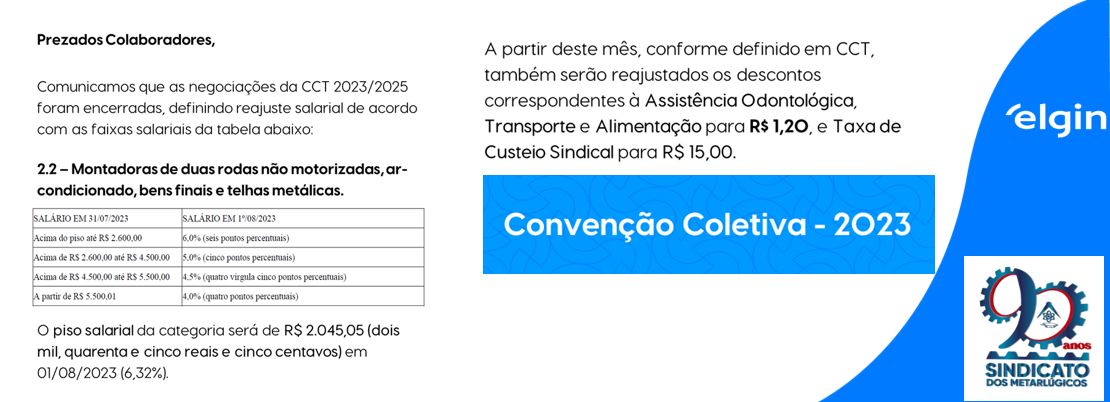 Prezados Colaboradores,
Comunicamos que as negociações da CCT 2023/2025
foram encerradas, definindo reajuste salarial de acordo
com as faixas salariais da tabela abaixo:
2.2 – Montadoras de duas rodas não motorizadas, ar-
condicionado, bens finais e telhas metálicas.
SALÁRIO EM 31/07/2023 SALÁRIO EM 1º/08/2023
Acima do piso até R$ 2.600,00 6,0% (seis pontos percentuais)
Acima de R$ 2.600,00 até R$ 4.500,00 5,0% (cinco pontos percentuais)
Acima de R$ 4.500,00 até R$ 5.500,00 4,5% (quatro vírgula cinco pontos percentuais)
A partir de R$ 5.500,01 4,0% (quatro pontos percentuais)
O piso salarial da categoria será de R$ 2.045,05 (dois
mil, quarenta e cinco reais e cinco centavos) em
01/08/2023 (6,32%).
A partir deste mês, conforme definido em CCT,
também serão reajustados os descontos
correspondentes à Assistência Odontológica,
Transporte e Alimentação para R$ 1,20, e Taxa de
Custeio Sindical para R$ 15,00.
Convenção Coletiva - 2023
elgin
90
anos
SINDICATO
DOS METARLÚGICOS